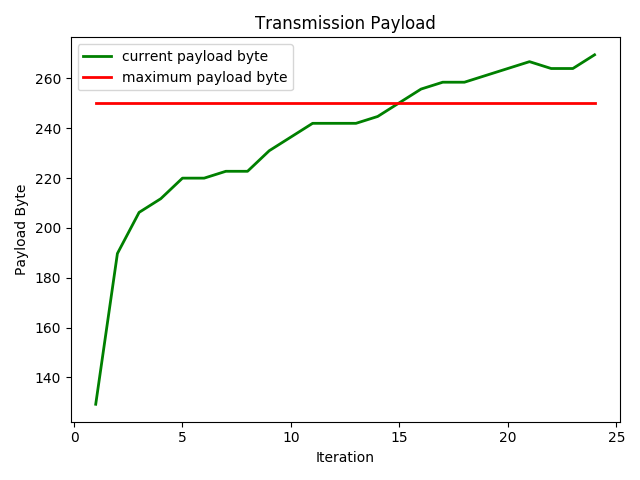 Transmission Payload
current payload byte
maximum payload byte
Payload Byte
260
240
220
200
180
160
140
0 5 10 15 20 25
Iteration